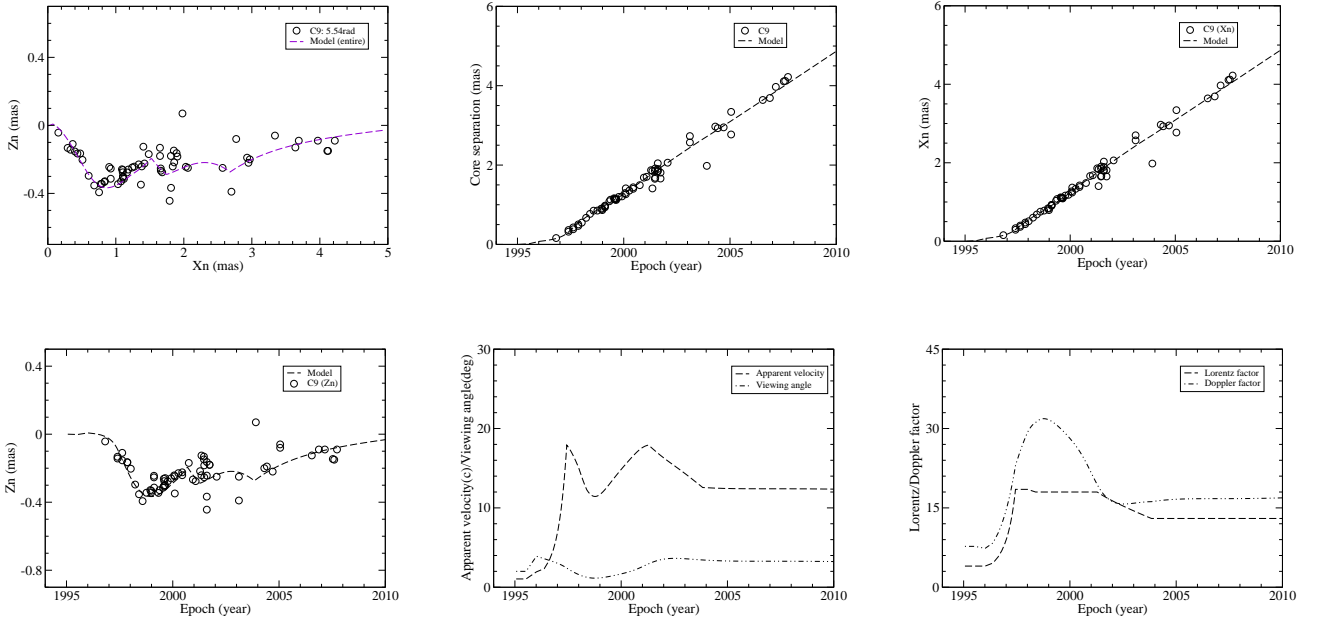 C9: 5.54rad
Model (entire)
0.4
0
-0.4
Zn (mas)
0 1 2 3 4 5
Xn (mas)
C9
Model
6
4
2
0
Core separation (mas)
1995 2000 2005 2010
Epoch (year)
C9 (Xn)
Model
6
4
2
0
Xn (mas)
1995 2000 2005 2010
Epoch (year)
Model
C9 (Zn)
0.4
0
-0.4
-0.8
Zn (mas)
1995 2000 2005 2010
Epoch (year)
Apparent velocity
Viewing angle
30
20
10
0
Apparent velocity(c)/Viewing angle(deg)
1995 2000 2005 2010
Epoch (year)
Lorentz factor
Doppler factor
45
30
15
0
Lorentz/Doppler factor
1995 2000 2005 2010
Epoch (year)